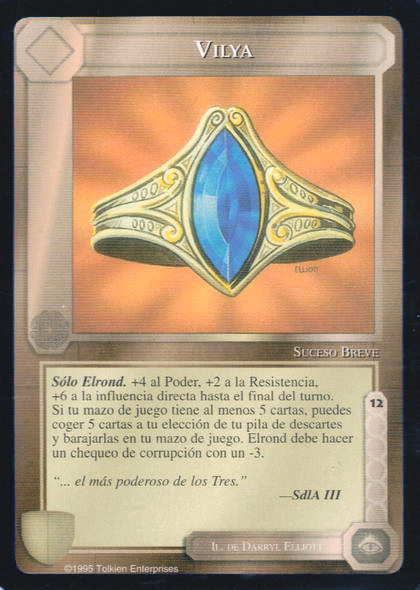 VILYA
ELLIOTT
SUCESO BREVE
Sólo Elrond. +4 al Poder, +2 a la Resistencia,
+6 a la influencia directa hasta el final del turno.
Si tu mazo de juego tiene al menos 5 cartas, puedes
coger 5 cartas a tu elección de tu pila de descartes
y barajarlas en tu mazo de juego. Elrond debe hacer
un chequeo de corrupción con un -3.
12
“... el más poderoso de los Tres.”
—SdlA III
IL. DE DARRYL ELLIOTT
©1995 Tolkien Enterprises